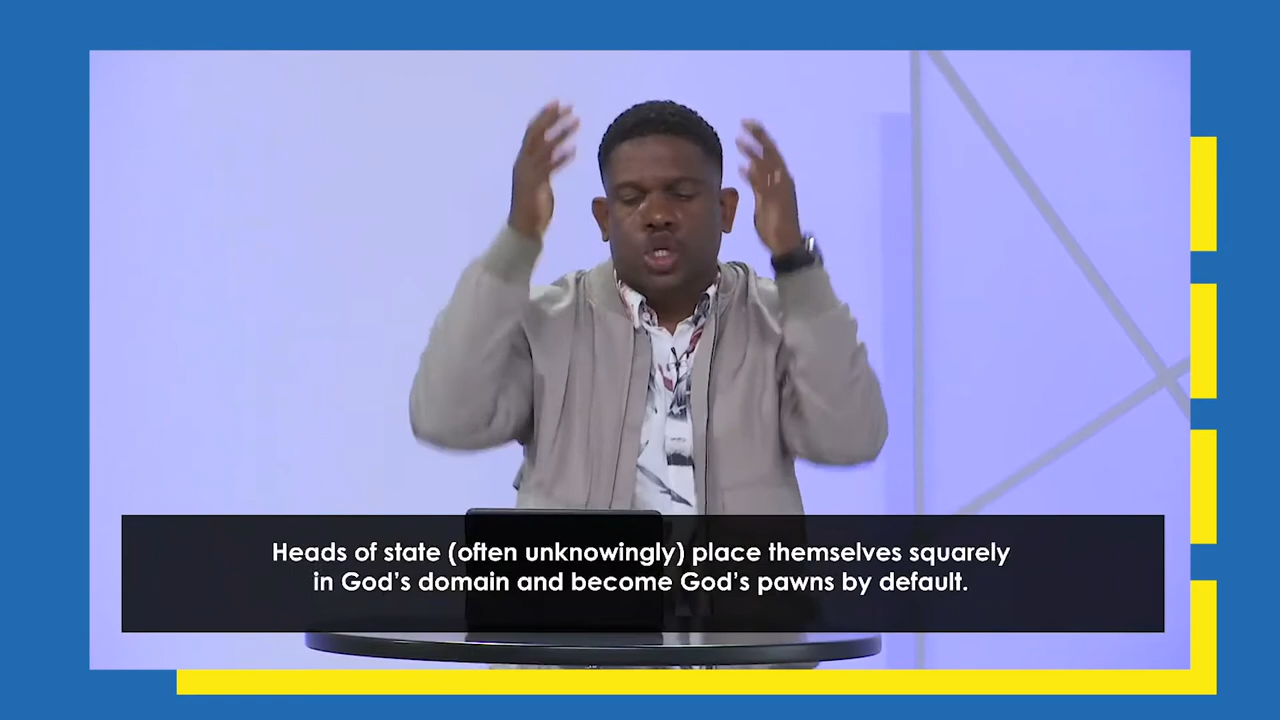 Heads of state (often unknowingly) place themselves squarely
in God's domain and become God's pawns by default.